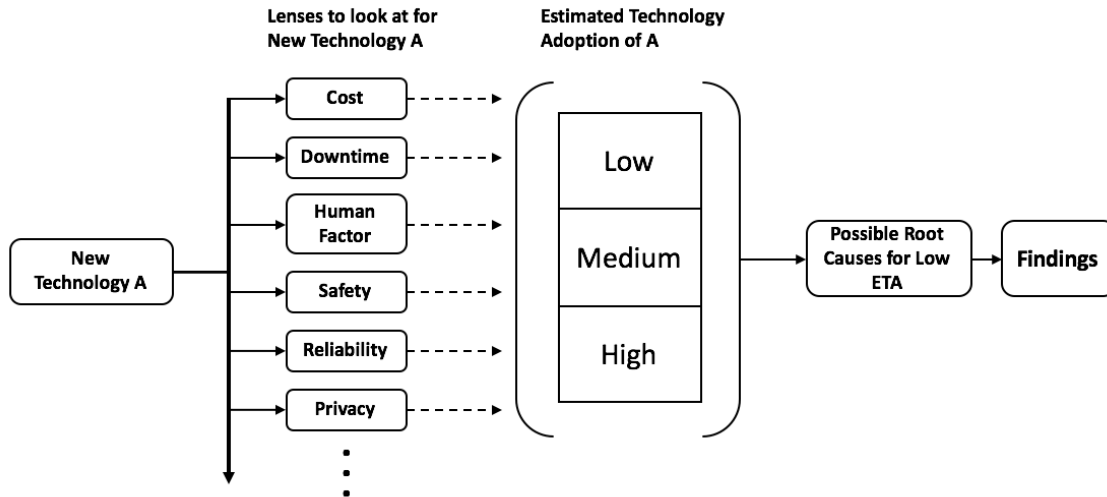 Lenses to look at for
New Technology A
Estimated Technology
Adoption of A
Cost
Downtime
Human
Factor
Safety
Reliability
Privacy
New
Technology A
Low
Medium
High
Possible Root
Causes for Low
ETA
Findings